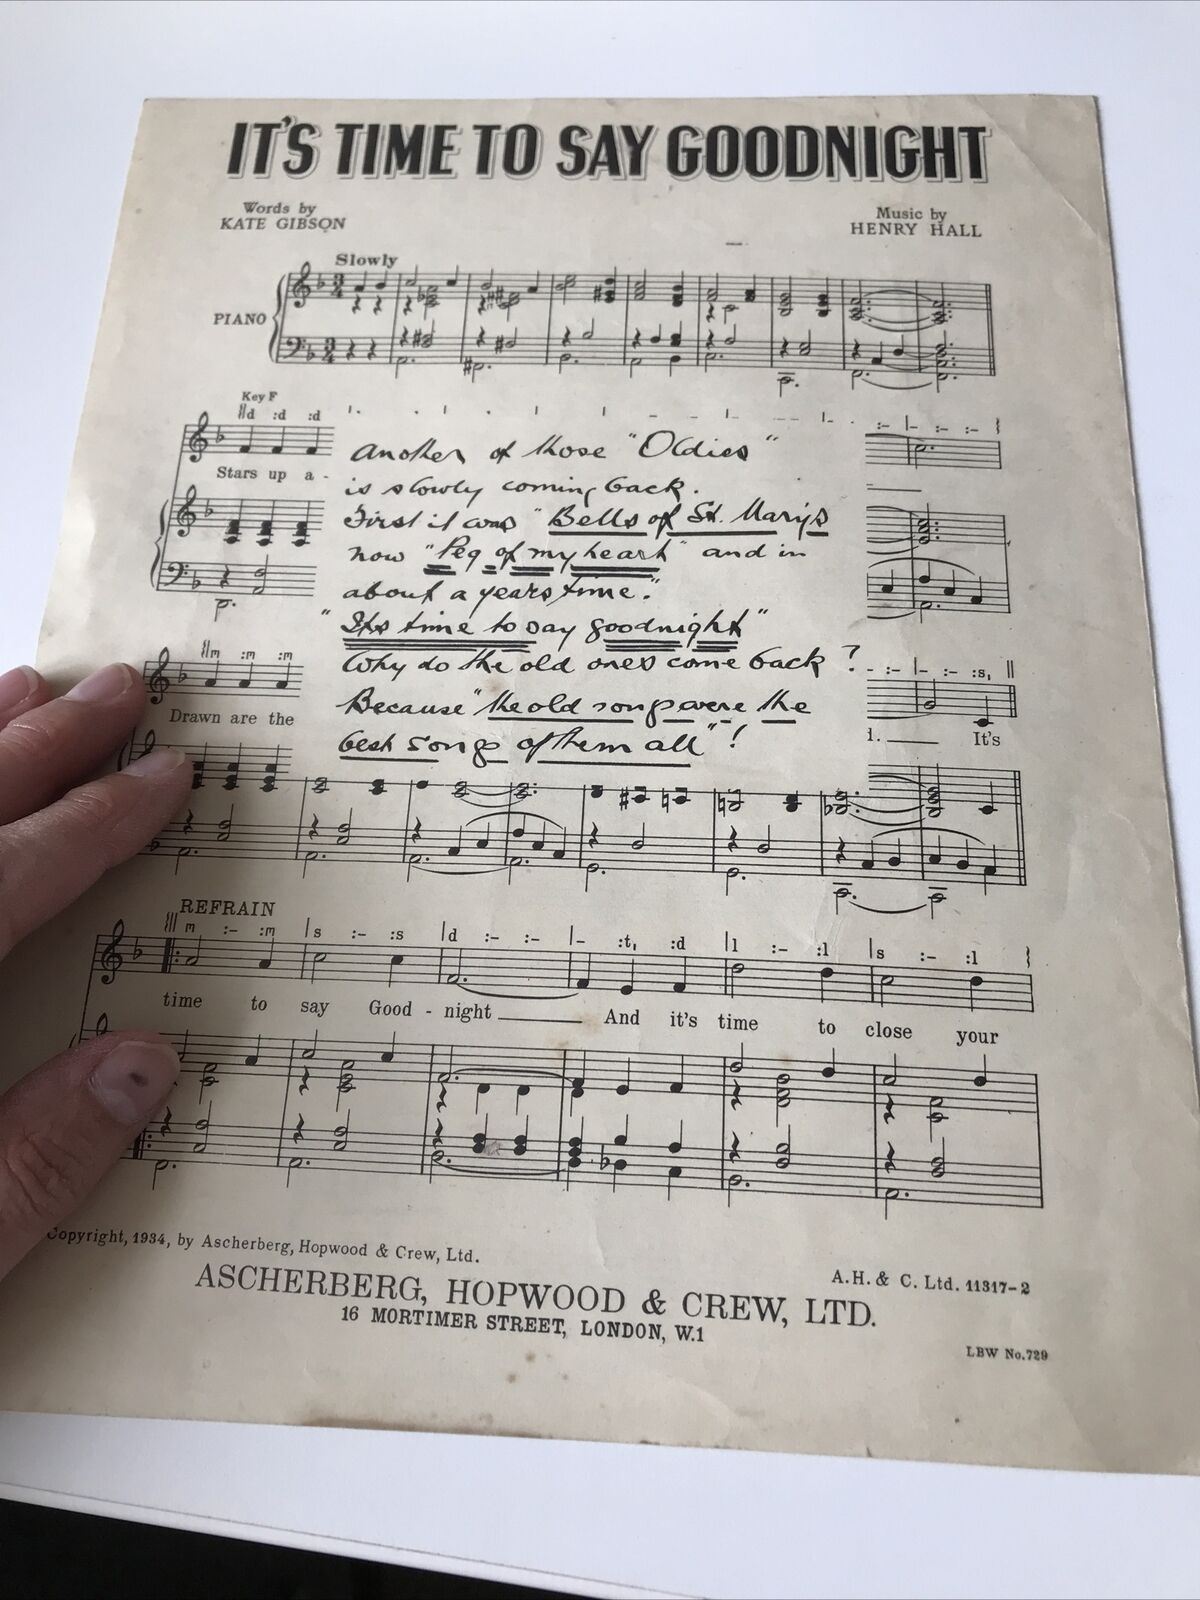 IT'S TIME TO SAY GOODNIGHT
Words by
KATE GIBSON
Music by
HENRY HALL
Slowly
PIANO
Key F
d :d :d
Stars up a-
Another of those "Oldies"
is slowly coming back.
First it was "Bells of St. Mary's
now "Peg of my heart" and in
about a years time."
"Its time to say goodnight"
Why do the old ones come back?
Because "the old songs were the
best songs of them all"!
m :m :m
:– – :– :s,
Drawn are the
It's
REFRAIN
m :– :m s :– :s d :– :– – :t, :d l :– :l s :– :l
time to say Good - night And it's time to close your
Copyright, 1934, by Ascherberg, Hopwood & Crew, Ltd.
A.H. & C. Ltd. 11317-2
ASCHERBERG, HOPWOOD & CREW, LTD.
16 MORTIMER STREET, LONDON, W.1
LBW No.729